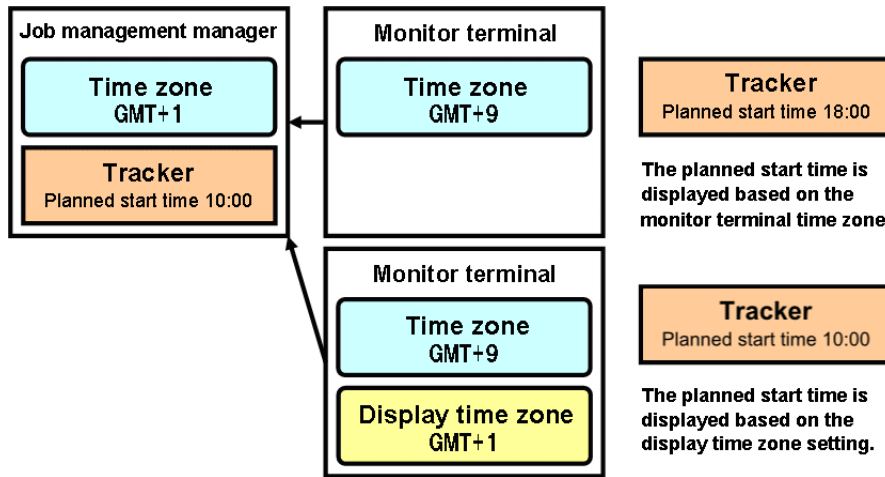 Job management manager
Time zone
GMT+1
Tracker
Planned start time 10:00
Monitor terminal
Time zone
GMT+9
Tracker
Planned start time 18:00
The planned start time is
displayed based on the
monitor terminal time zone
Monitor terminal
Time zone
GMT+9
Display time zone
GMT+1
Tracker
Planned start time 10:00
The planned start time is
displayed based on the
display time zone setting.